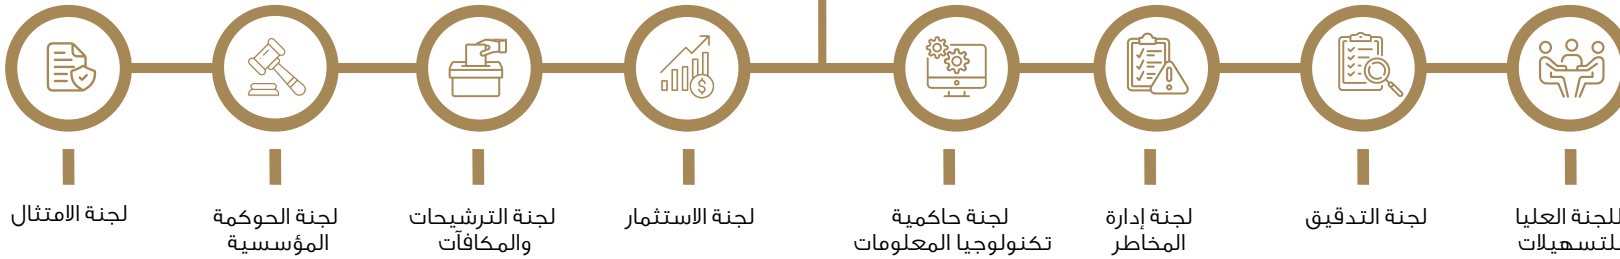 للجنة العليا
للتسهيلات
لجنة التدقيق
لجنة إدارة
المخاطر
لجنة حاكمية
تكنولوجيا المعلومات
لجنة الاستثمار
لجنة الترشيحات
والمكافآت
لجنة الحوكمة
المؤسسية
لجنة الامتثال